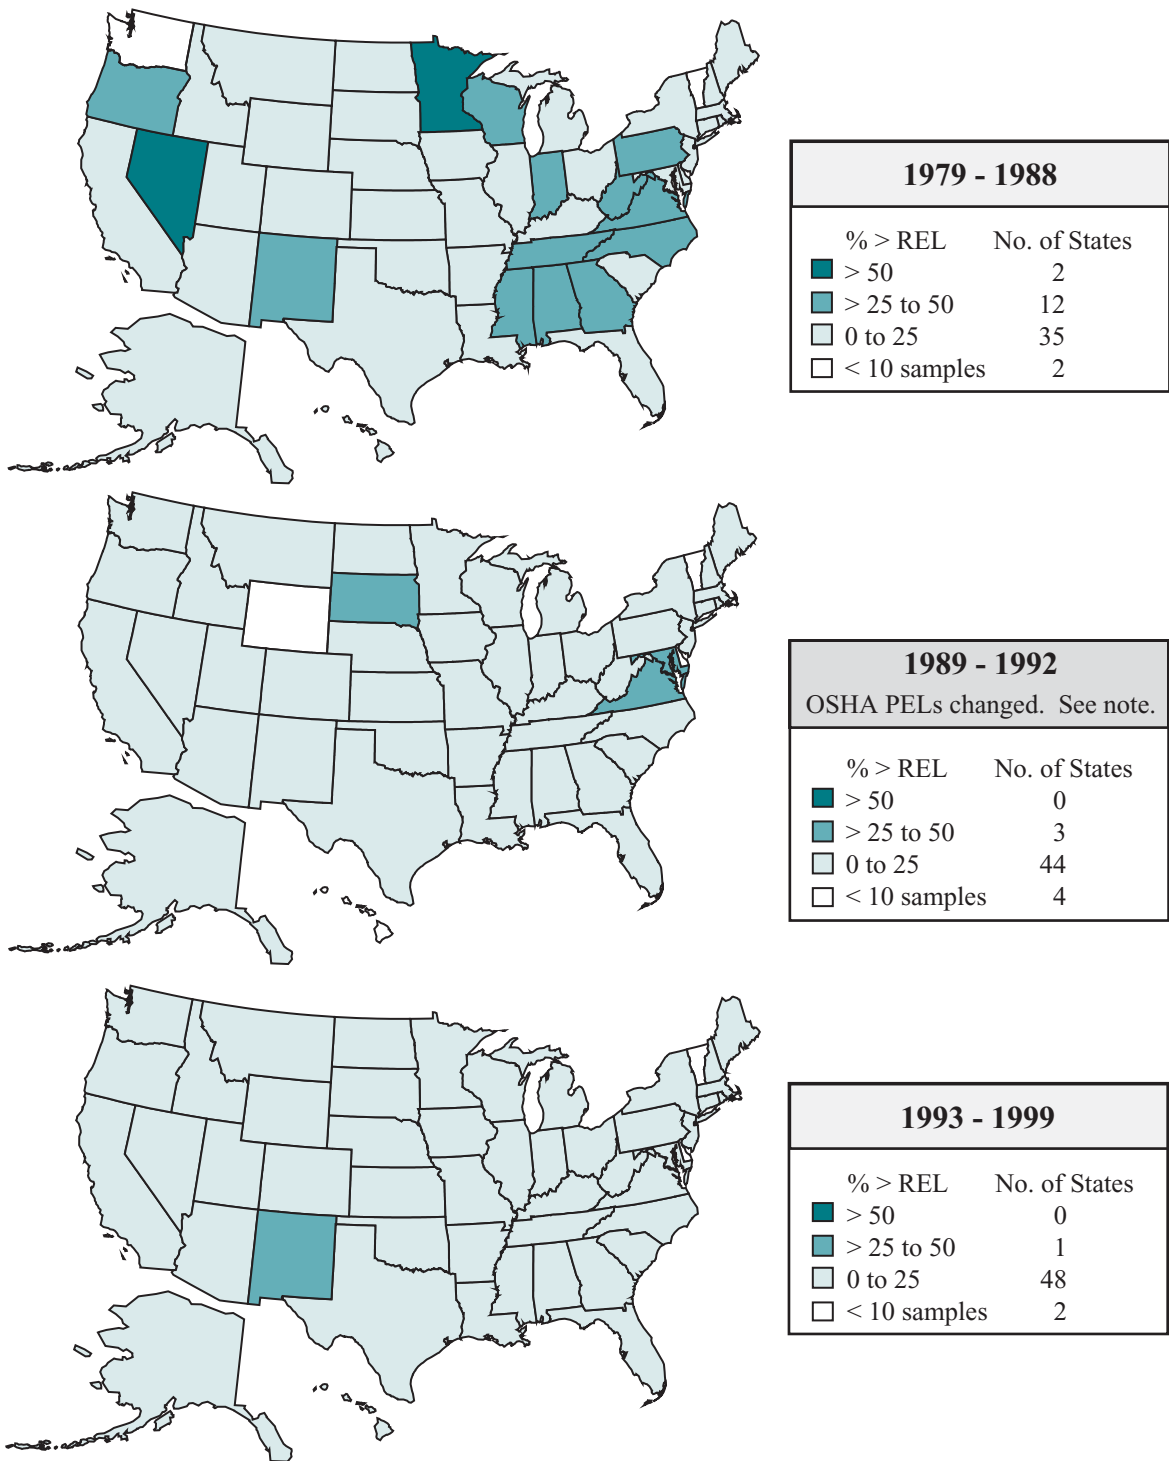 1979 - 1988
% > REL No. of States
> 50 2
> 25 to 50 12
0 to 25 35
< 10 samples 2
1989 - 1992
OSHA PELs changed. See note.
% > REL No. of States
> 50 0
> 25 to 50 3
0 to 25 44
< 10 samples 4
1993 - 1999
% > REL No. of States
> 50 0
> 25 to 50 1
0 to 25 48
< 10 samples 2